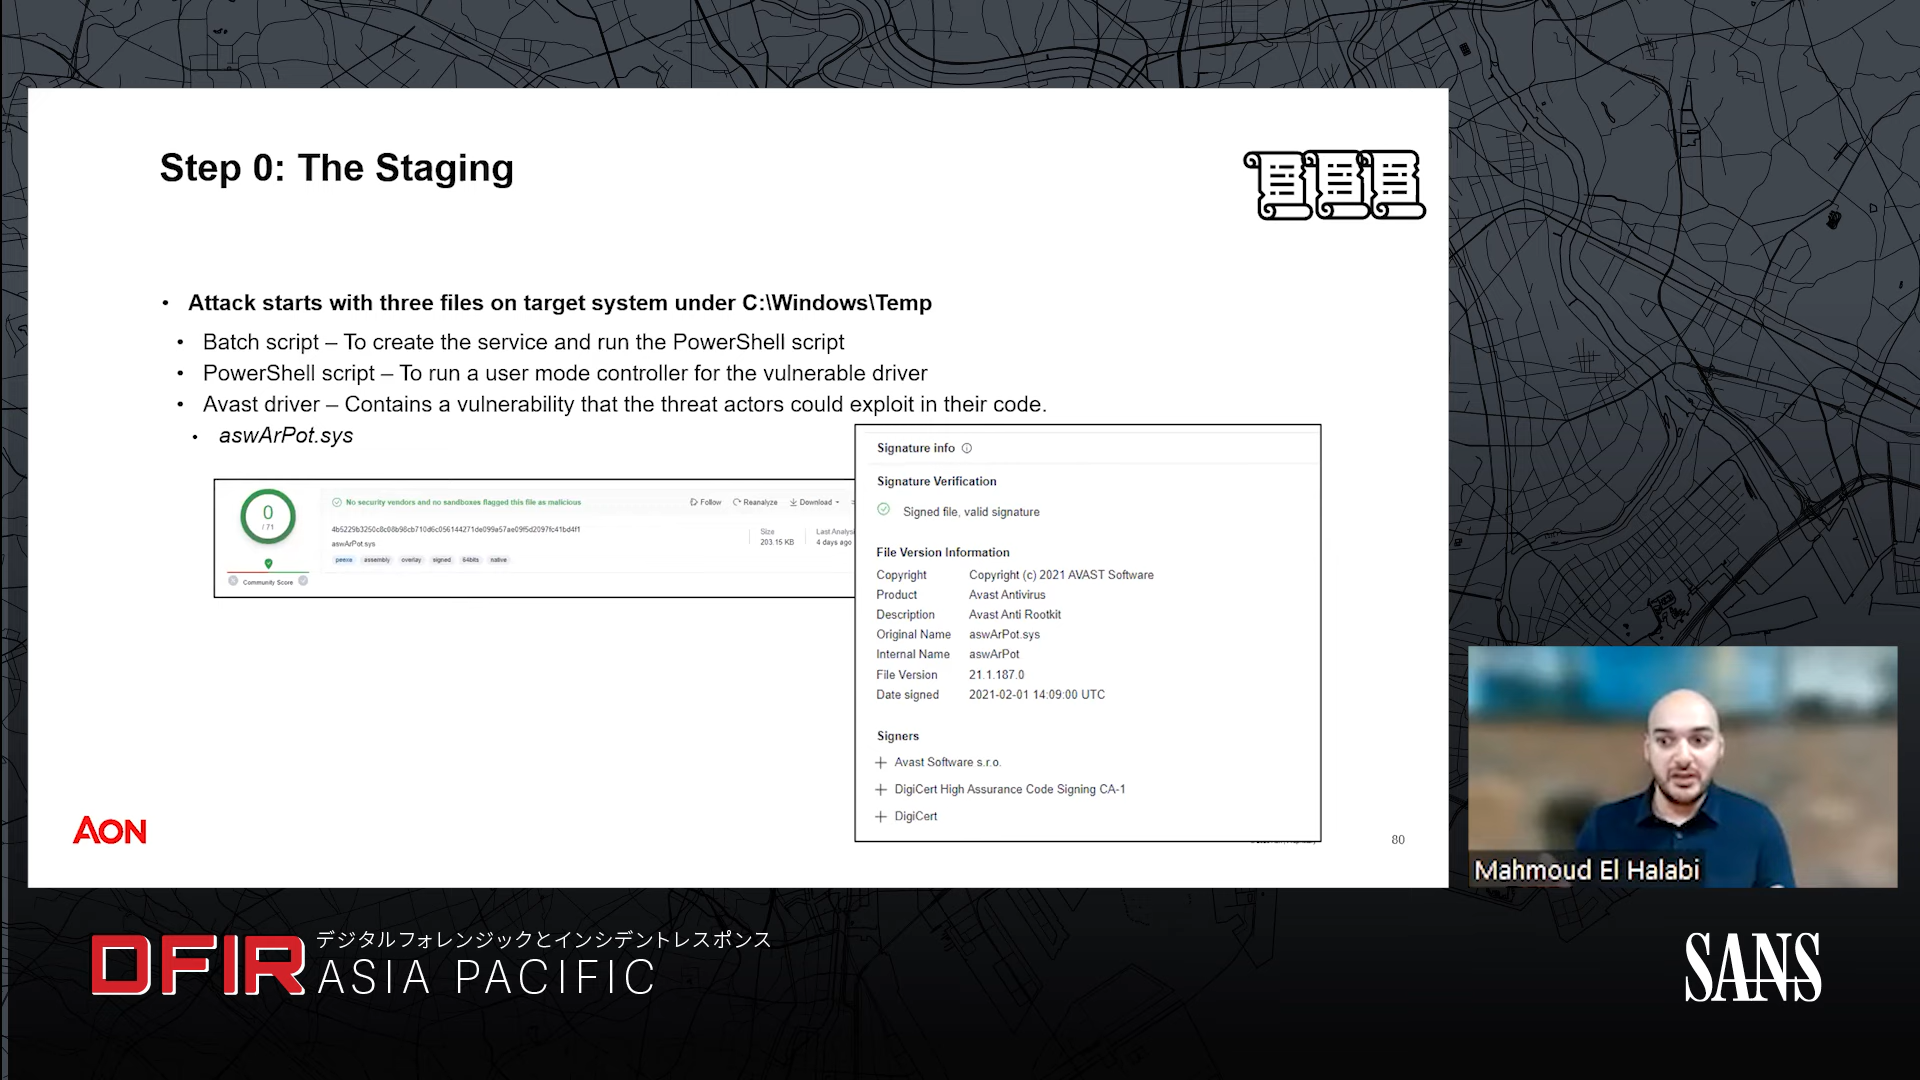 Step 0: The Staging
• Attack starts with three files on target system under C:\Windows\Temp
• Batch script – To create the service and run the PowerShell script
• PowerShell script – To run a user mode controller for the vulnerable driver
• Avast driver – Contains a vulnerability that the threat actors could exploit in their code.
• aswArPot.sys
0
/ 71
Community Score
No security vendors and no sandboxes flagged this file as malicious
Follow
Reanalyze
Download
4b5229b3250c8c08b98cb710d6c056144271de099a57ae09f5d2097fc41bd4f1
aswArPot.sys
Size
203.15 KB
Last Analysi
4 days ago
peexe assembly overlay signed 64bits native
Signature info
Signature Verification
Signed file, valid signature
File Version Information
Copyright Copyright (c) 2021 AVAST Software
Product Avast Antivirus
Description Avast Anti Rootkit
Original Name aswArPot.sys
Internal Name aswArPot
File Version 21.1.187.0
Date signed 2021-02-01 14:09:00 UTC
Signers
+ Avast Software s.r.o.
+ DigiCert High Assurance Code Signing CA-1
+ DigiCert
AON
80
Mahmoud El Halabi
DFIR
デジタルフォレンジックとインシデントレスポンス
ASIA PACIFIC
SANS